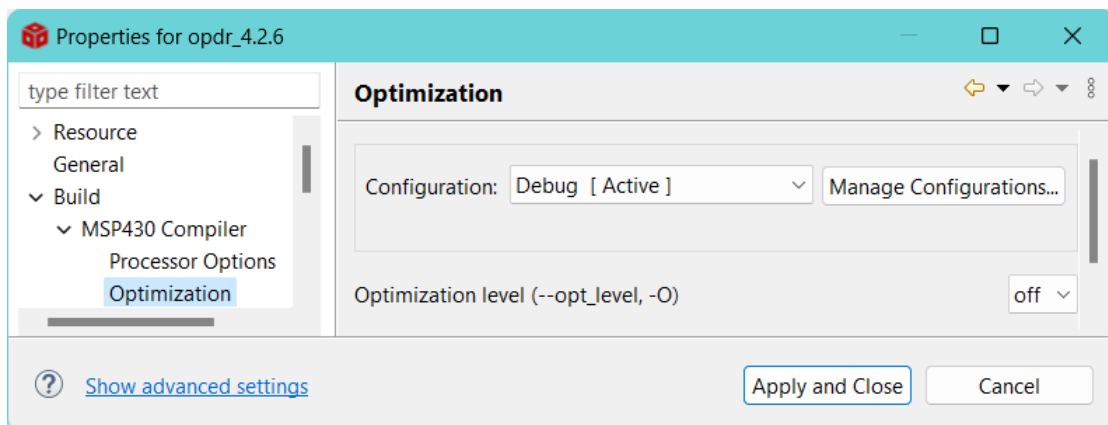 Properties for opdr_4.2.6
type filter text
Resource
General
Build
MSP430 Compiler
Processor Options
Optimization
Optimization
Configuration: Debug [ Active ] Manage Configurations...
Optimization level (--opt_level, -O) off
? Show advanced settings Apply and Close Cancel